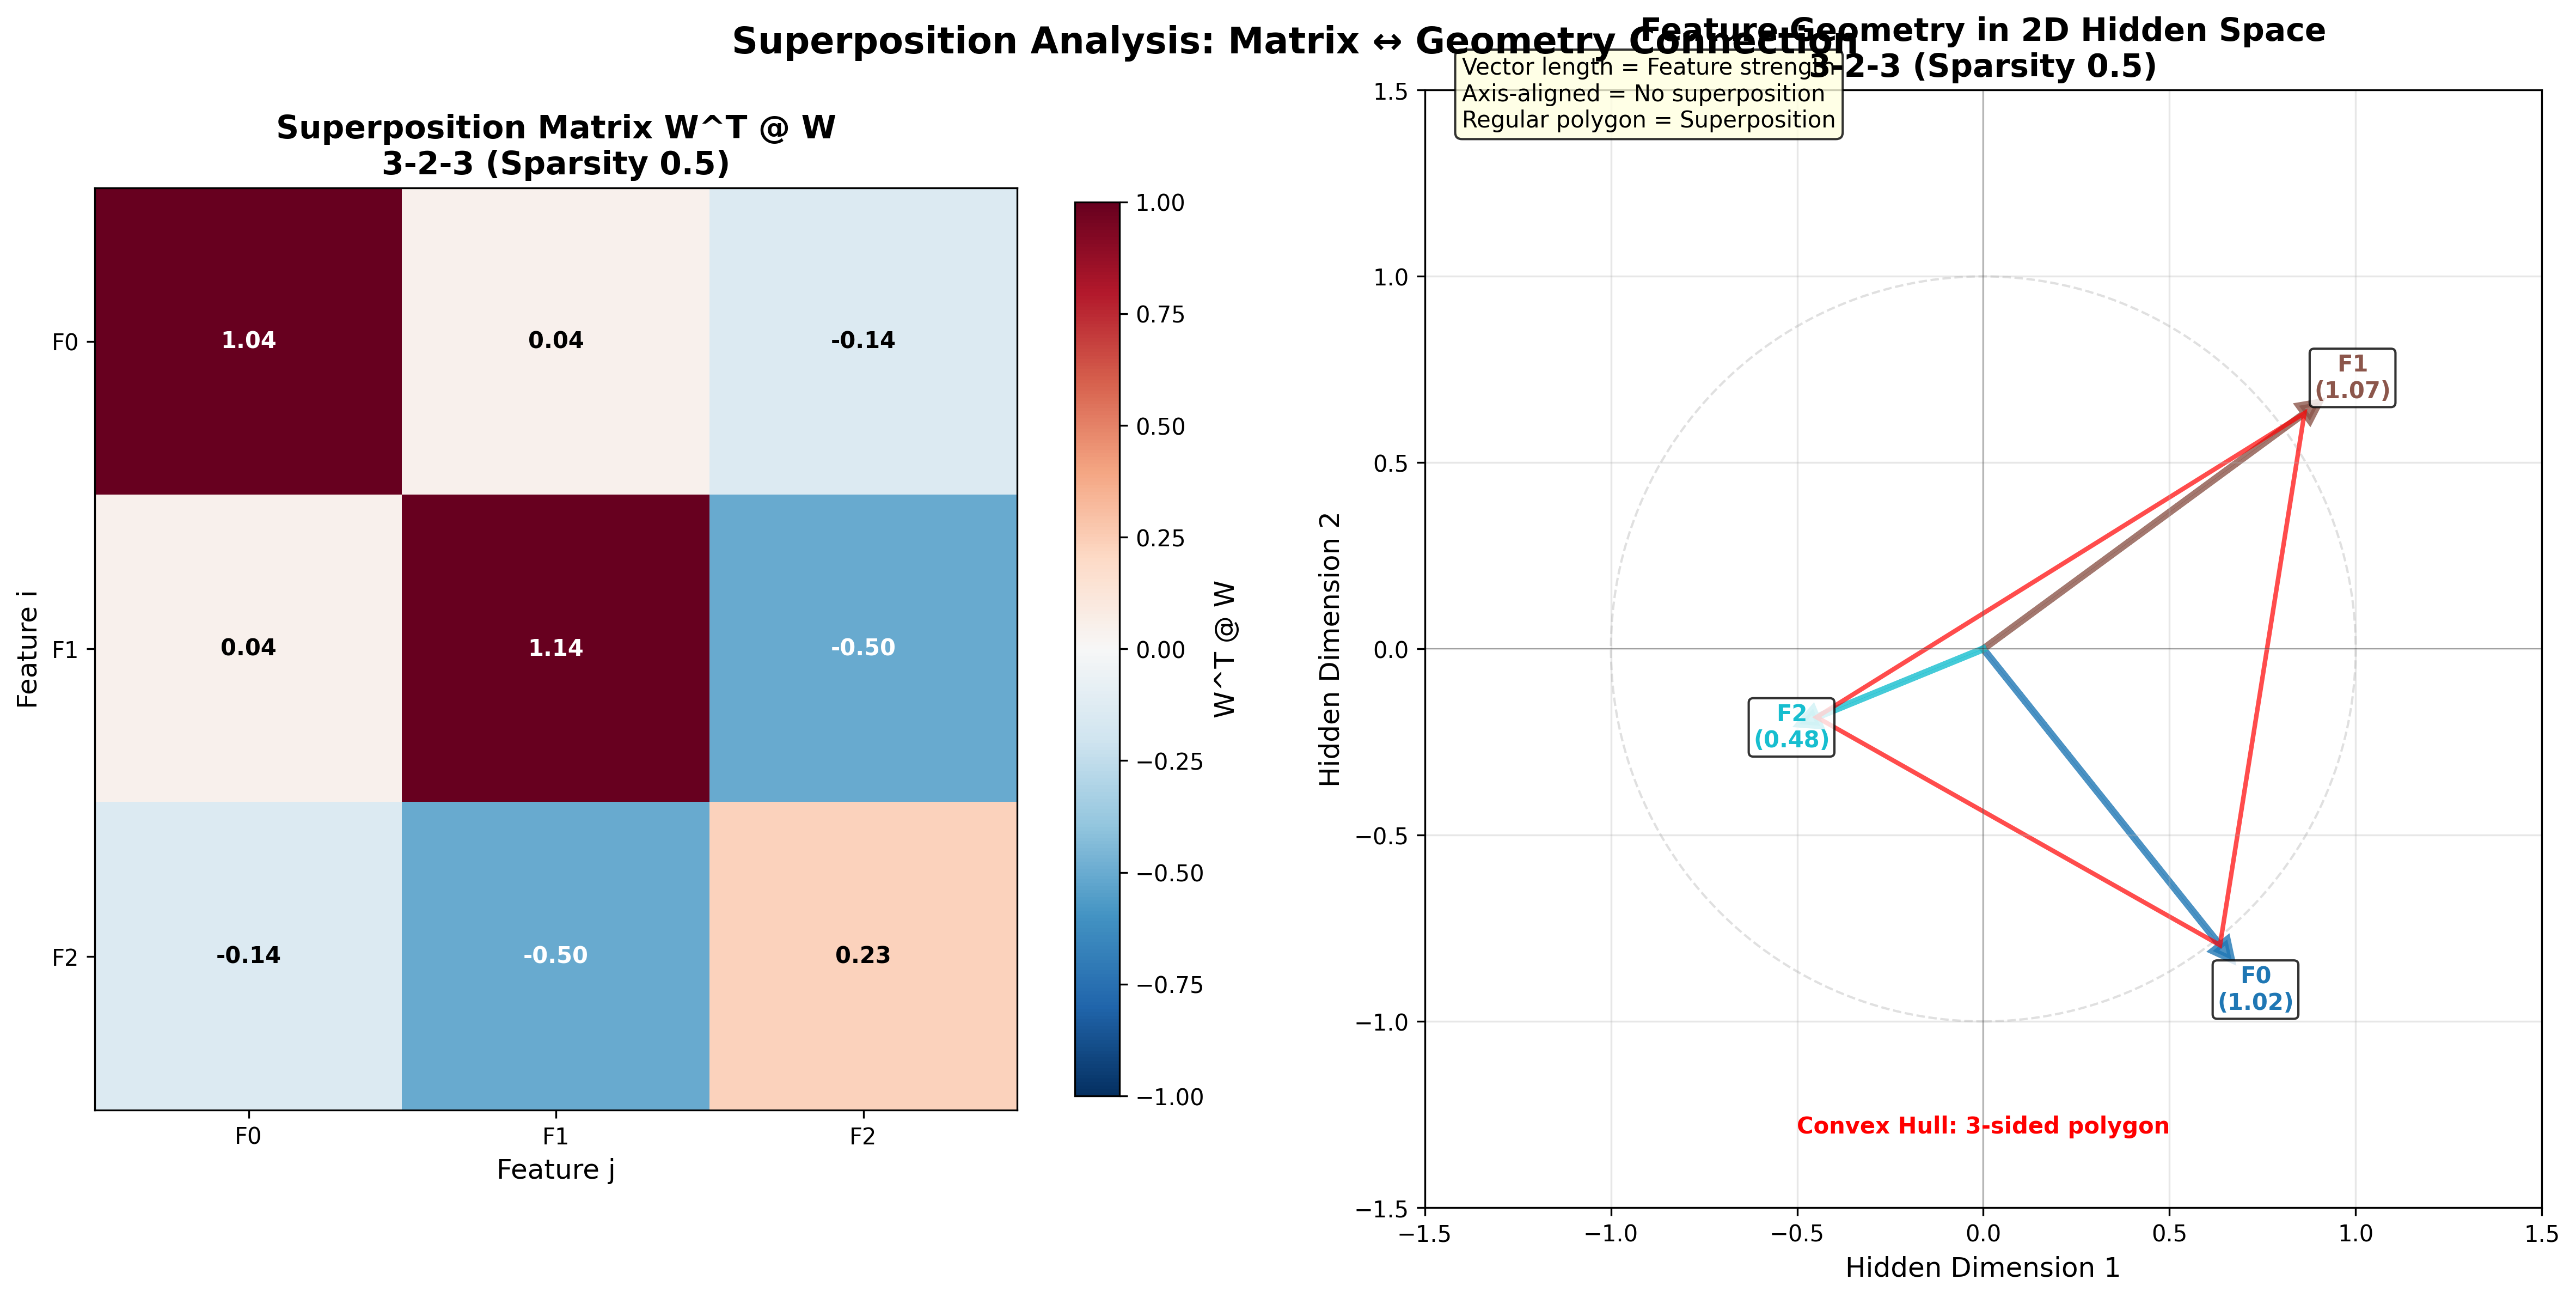 Superposition Analysis: Matrix ↔ Geometry Connection
Superposition Matrix W^T @ W
3-2-3 (Sparsity 0.5)
F0
F1
F2
Feature i
1.04
0.04
-0.14
0.04
1.14
-0.50
-0.14
-0.50
0.23
F0
F1
F2
Feature j
1.00
0.75
0.50
0.25
0.00
−0.25
−0.50
−0.75
−1.00
W^T @ W
Feature Geometry in 2D Hidden Space
3-2-3 (Sparsity 0.5)
Vector length = Feature strength
Axis-aligned = No superposition
Regular polygon = Superposition
1.5
1.0
0.5
0.0
−0.5
−1.0
−1.5
Hidden Dimension 2
F1
(1.07)
F2
(0.48)
F0
(1.02)
Convex Hull: 3-sided polygon
−1.5
−1.0
−0.5
0.0
0.5
1.0
1.5
Hidden Dimension 1